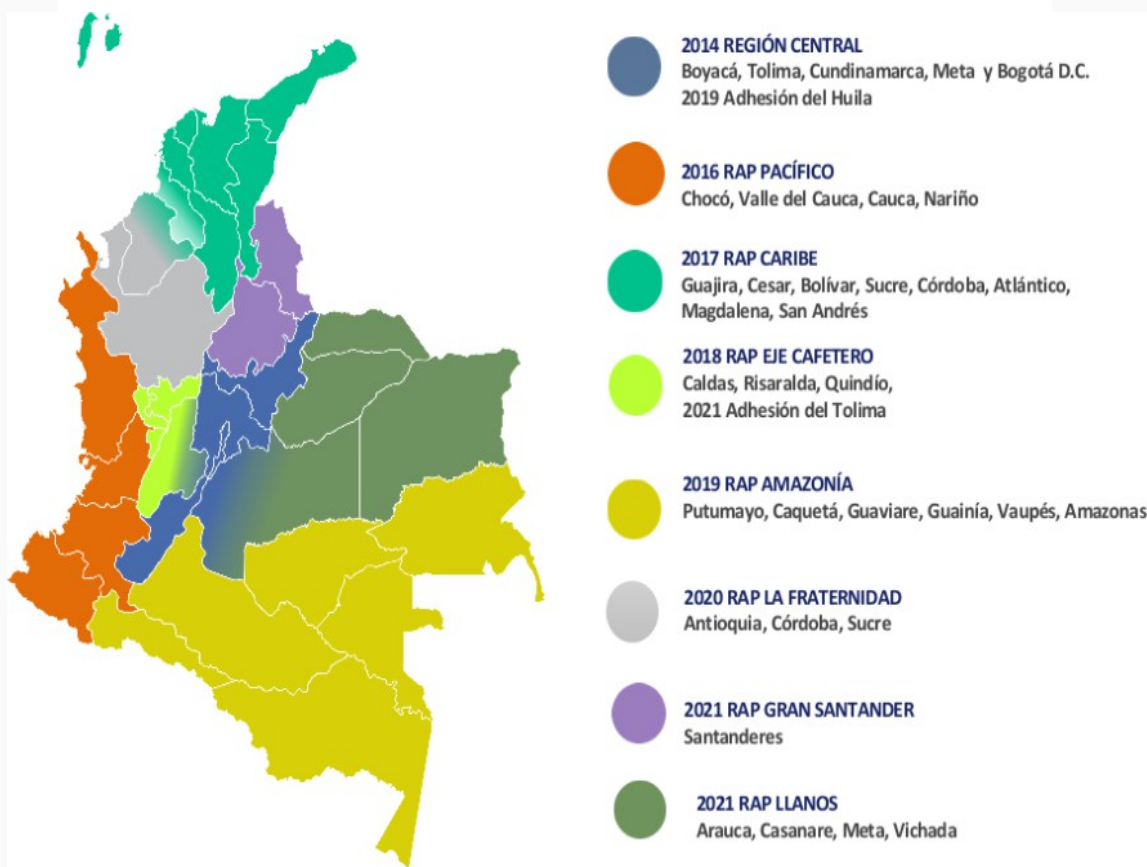 2014 REGIÓN CENTRAL
Boyacá, Tolima, Cundinamarca, Meta y Bogotá D.C.
2019 Adhesión del Huila
2016 RAP PACÍFICO
Chocó, Valle del Cauca, Cauca, Nariño
2017 RAP CARIBE
Guajira, Cesar, Bolívar, Sucre, Córdoba, Atlántico,
Magdalena, San Andrés
2018 RAP EJE CAFETERO
Caldas, Risaralda, Quindío,
2021 Adhesión del Tolima
2019 RAP AMAZONÍA
Putumayo, Caquetá, Guaviare, Guainía, Vaupés, Amazonas
2020 RAP LA FRATERNIDAD
Antioquia, Córdoba, Sucre
2021 RAP GRAN SANTANDER
Santanderes
2021 RAP LLANOS
Arauca, Casanare, Meta, Vichada